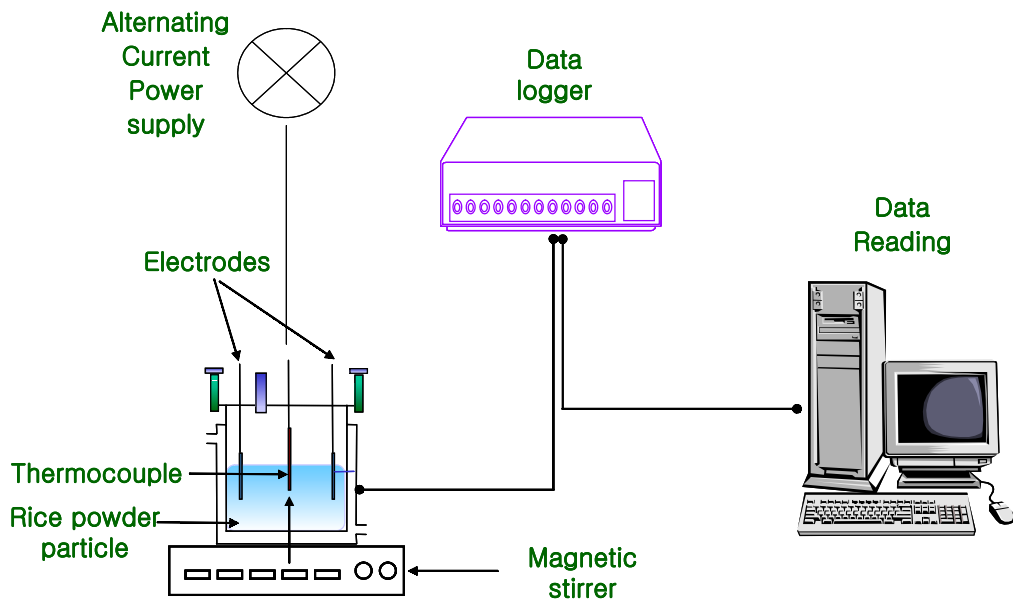 Alternating
Current
Power
supply
Data
logger
Data
Reading
Electrodes
Thermocouple
Rice powder
particle
Magnetic
stirrer